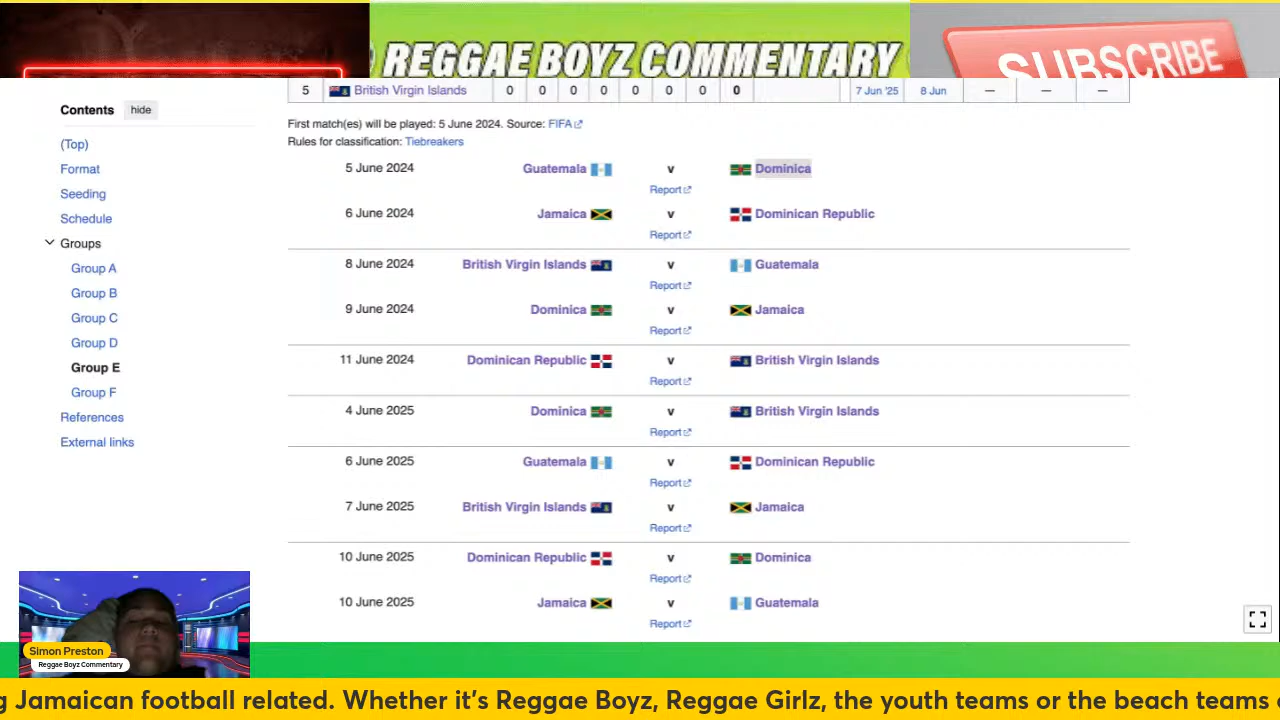 REGGAE BOYZ COMMENTARY
SUBSCRIBE
Contents hide
(Top)
Format
Seeding
Schedule
Groups
Group A
Group B
Group C
Group D
Group E
Group F
References
External links
5 British Virgin Islands 0 0 0 0 0 0 0 0 7 Jun '25 8 Jun — — —
First match(es) will be played: 5 June 2024. Source: FIFA
Rules for classification: Tiebreakers
5 June 2024 Guatemala v Dominica
Report
6 June 2024 Jamaica v Dominican Republic
Report
8 June 2024 British Virgin Islands v Guatemala
Report
9 June 2024 Dominica v Jamaica
Report
11 June 2024 Dominican Republic v British Virgin Islands
Report
4 June 2025 Dominica v British Virgin Islands
Report
6 June 2025 Guatemala v Dominican Republic
Report
7 June 2025 British Virgin Islands v Jamaica
Report
10 June 2025 Dominican Republic v Dominica
Report
10 June 2025 Jamaica v Guatemala
Report
Simon Preston
Reggae Boyz Commentary
g Jamaican football related. Whether it's Reggae Boyz, Reggae Girlz, the youth teams or the beach teams